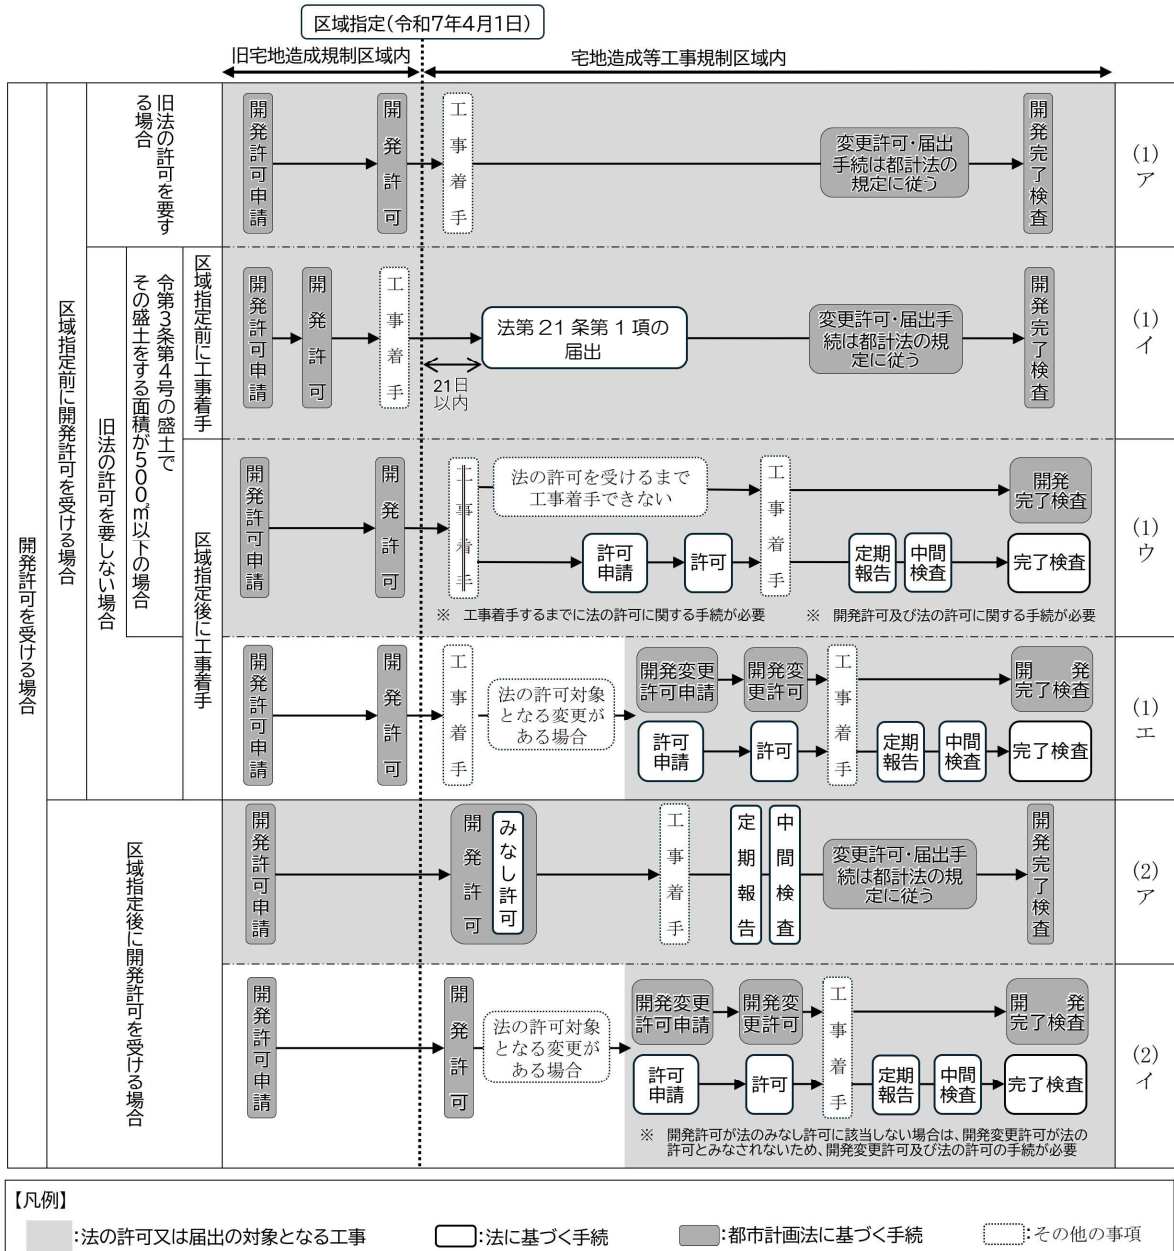 区域指定(令和7年4月1日)
旧宅地造成規制区域内
宅地造成等工事規制区域内
開発許可を受ける場合
区域指定前に開発許可を受ける場合
旧法の許可を要す
る場合
開発許可申請
開発許可
工事着手
変更許可・届出
手続は都計法の
規定に従う
開発完了検査
(1)
ア
旧法の許可を要しない場合
令第3条第4号の盛土で
その盛土をする面積が500㎡以下の場合
区域指定前に工事着手
開発許可申請
開発許可
工事着手
21日
以内
法第21条第1項の
届出
変更許可・届出手
続は都計法の規
定に従う
開発完了検査
(1)
イ
区域指定後に工事着手
開発許可申請
開発許可
工事着手
法の許可を受けるまで
工事着手できない
許可
申請
許可
工事着手
開発
完了検査
定期
報告
中間
検査
完了検査
※ 工事着手するまでに法の許可に関する手続が必要
※ 開発許可及び法の許可に関する手続が必要
(1)
ウ
開発許可申請
開発許可
工事着手
法の許可対象
となる変更が
ある場合
開発変更
許可申請
開発変
更許可
許可
申請
許可
工事着手
開 発
完了検査
定期
報告
中間
検査
完了検査
(1)
エ
区域指定後に開発許可を受ける場合
開発許可申請
開発許可
みなし許可
工事着手
定期報告
中間検査
変更許可・届出手
続は都計法の規
定に従う
開発完了検査
(2)
ア
開発許可申請
開発許可
法の許可対象
となる変更が
ある場合
開発変更
許可申請
開発変
更許可
許可
申請
許可
工事着手
開 発
完了検査
定期
報告
中間
検査
完了検査
※ 開発許可が法のみなし許可に該当しない場合は、開発変更許可が法の
許可とみなされないため、開発変更許可及び法の許可の手続が必要
(2)
イ
【凡例】
:法の許可又は届出の対象となる工事
:法に基づく手続
:都市計画法に基づく手続
:その他の事項